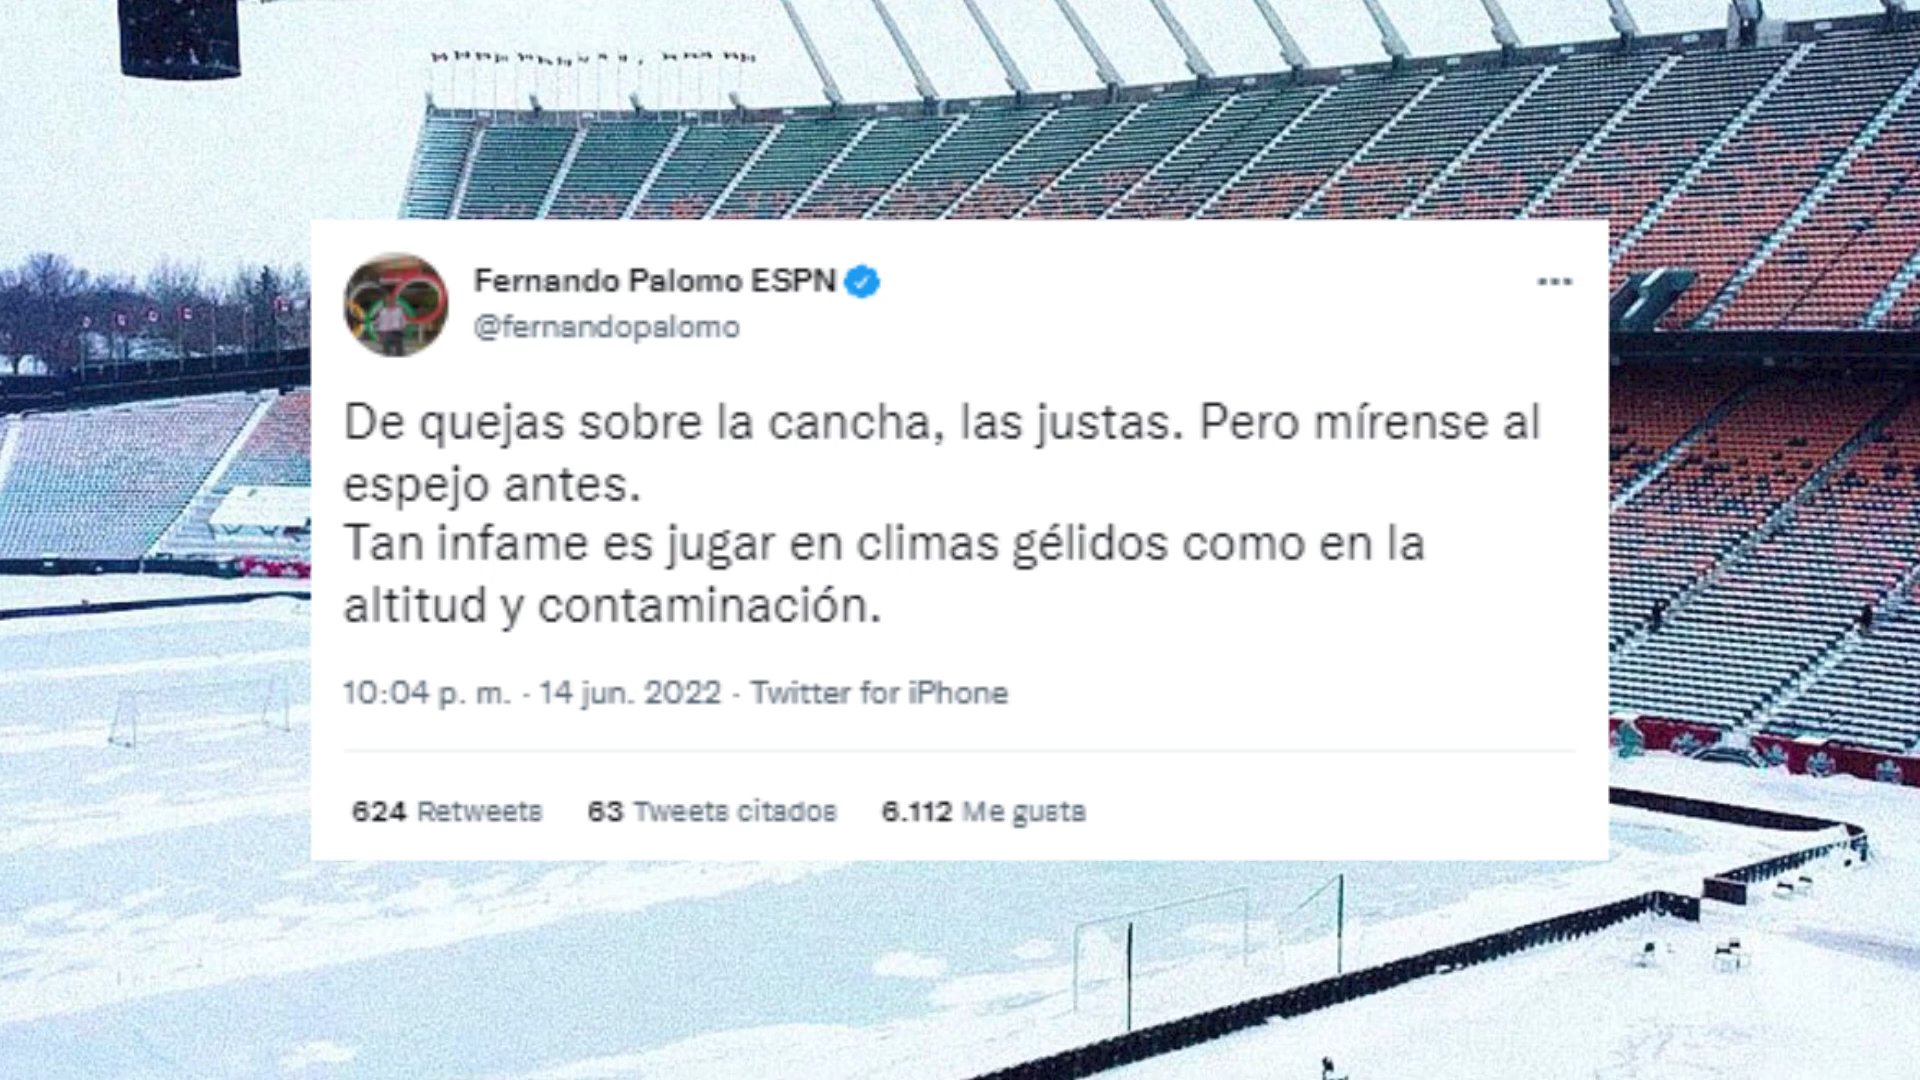 Fernando Palomo ESPN
@fernandopalomo
De quejas sobre la cancha, las justas. Pero mírense al
espejo antes.
Tan infame es jugar en climas gélidos como en la
altitud y contaminación.
10:04 p. m. · 14 jun. 2022 · Twitter for iPhone
624 Retweets 63 Tweets citados 6.112 Me gusta